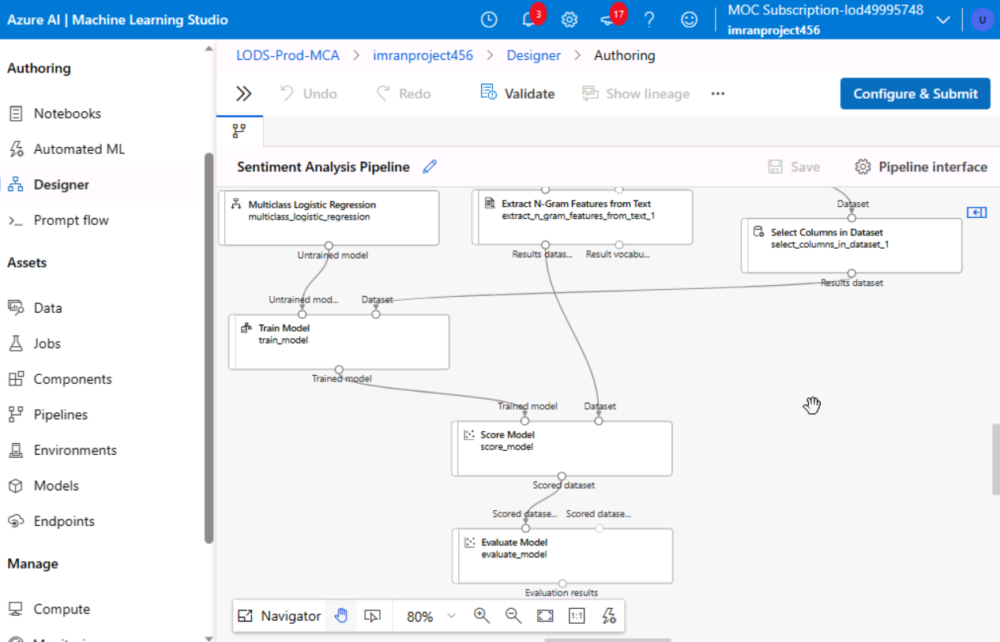 Azure AI | Machine Learning Studio
3
17
MOC Subscription-lod49995748
imranproject456
U
Authoring
Notebooks
Automated ML
Designer
Prompt flow
Assets
Data
Jobs
Components
Pipelines
Environments
Models
Endpoints
Manage
Compute
LODS-Prod-MCA > imranproject456 > Designer > Authoring
Undo
Redo
Validate
Show lineage
...
Configure & Submit
Sentiment Analysis Pipeline
Save
Pipeline interface
Multiclass Logistic Regression
multiclass_logistic_regression
Untrained model
Extract N-Gram Features from Text
extract_n_gram_features_from_text_1
Results datas...
Result vocabu...
Dataset
Select Columns in Dataset
select_columns_in_dataset_1
Results dataset
Untrained mod...
Dataset
Train Model
train_model
Trained model
Trained model
Dataset
Score Model
score_model
Scored dataset
Scored datase...
Scored datase...
Evaluate Model
evaluate_model
Evaluation results
Navigator
80%
1:1